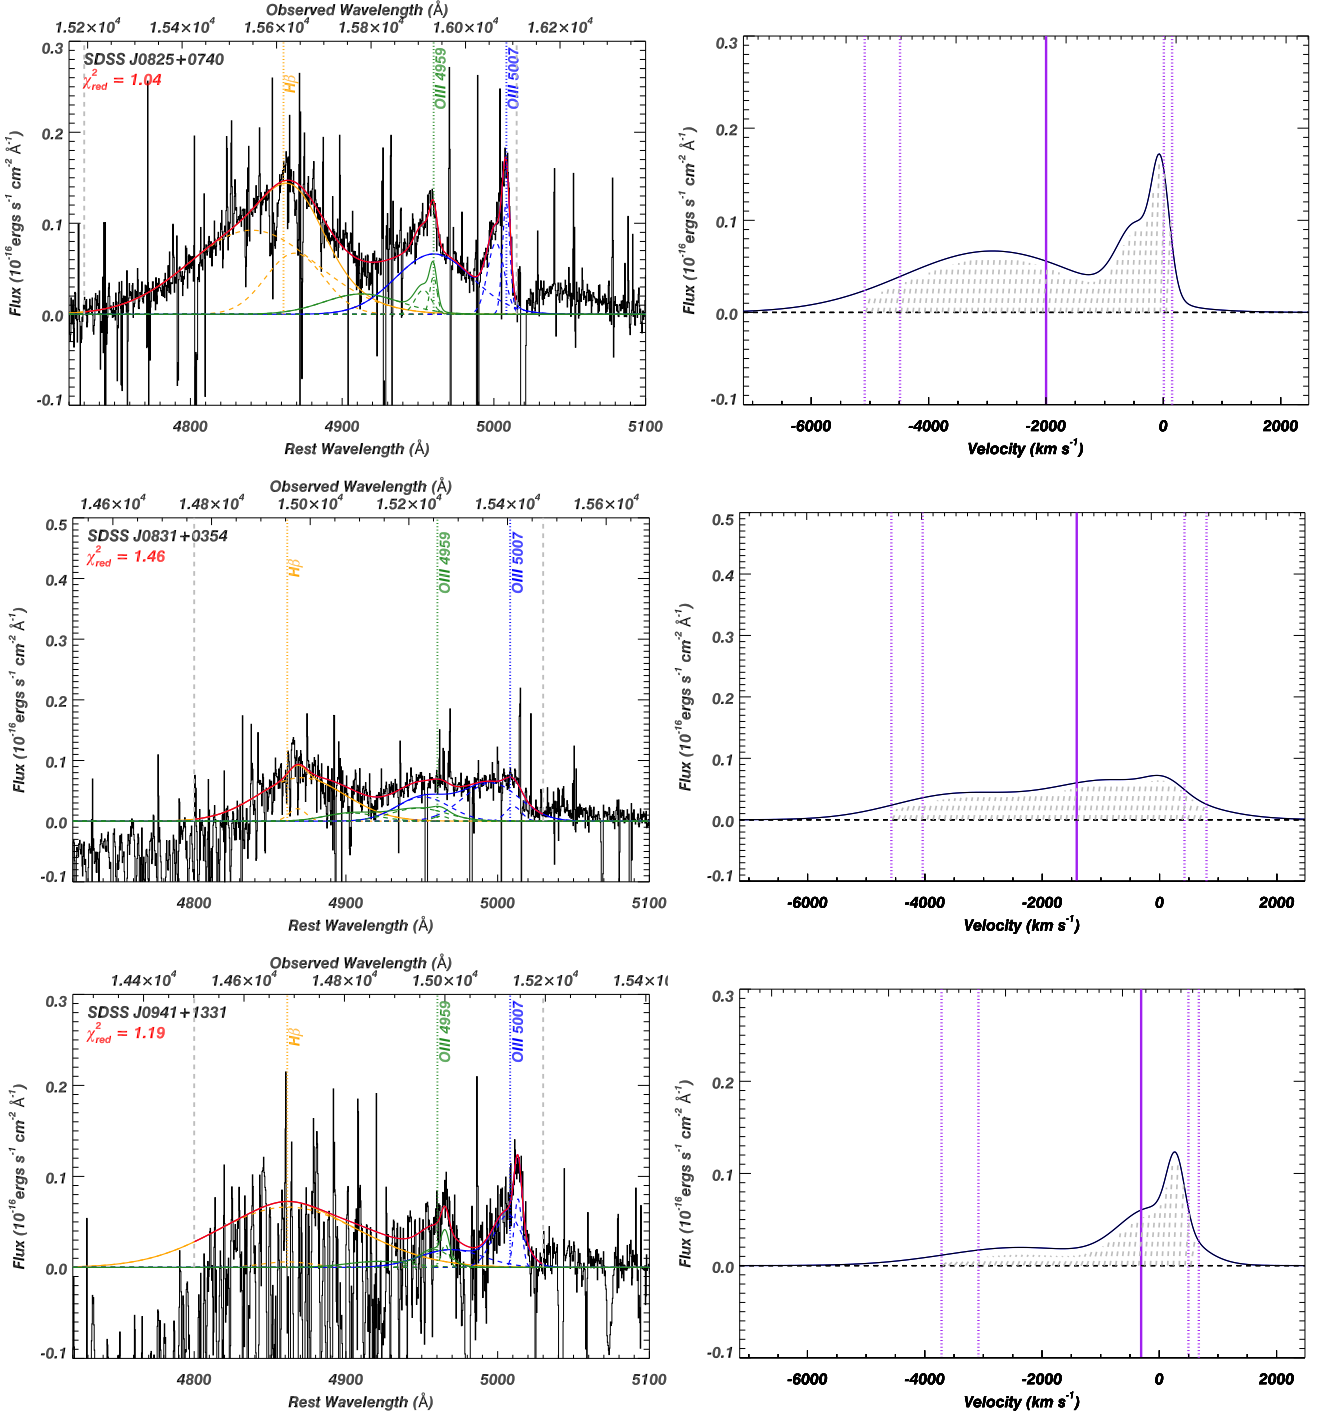 Observed Wavelength (Å)
1.52×10⁴ 1.54×10⁴ 1.56×10⁴ 1.58×10⁴ 1.60×10⁴ 1.62×10⁴
SDSS J0825+0740
χ²red = 1.04
Hβ
OIII 4959
OIII 5007
0.3
0.2
0.1
0.0
-0.1
Flux (10⁻¹⁶ergs s⁻¹ cm⁻² Å⁻¹)
4800 4900 5000 5100
Rest Wavelength (Å)
0.3
0.2
0.1
0.0
-0.1
Flux (10⁻¹⁶ergs s⁻¹ cm⁻² Å⁻¹)
-6000 -4000 -2000 0 2000
Velocity (km s⁻¹)
Observed Wavelength (Å)
1.46×10⁴ 1.48×10⁴ 1.50×10⁴ 1.52×10⁴ 1.54×10⁴ 1.56×10⁴
SDSS J0831+0354
χ²red = 1.46
Hβ
OIII 4959
OIII 5007
0.5
0.4
0.3
0.2
0.1
0.0
-0.1
Flux (10⁻¹⁶ergs s⁻¹ cm⁻² Å⁻¹)
4800 4900 5000 5100
Rest Wavelength (Å)
0.5
0.4
0.3
0.2
0.1
0.0
-0.1
Flux (10⁻¹⁶ergs s⁻¹ cm⁻² Å⁻¹)
-6000 -4000 -2000 0 2000
Velocity (km s⁻¹)
Observed Wavelength (Å)
1.44×10⁴ 1.46×10⁴ 1.48×10⁴ 1.50×10⁴ 1.52×10⁴ 1.54×10
SDSS J0941+1331
χ²red = 1.19
Hβ
OIII 4959
OIII 5007
0.3
0.2
0.1
0.0
-0.1
Flux (10⁻¹⁶ergs s⁻¹ cm⁻² Å⁻¹)
4800 4900 5000 5100
Rest Wavelength (Å)
0.3
0.2
0.1
0.0
-0.1
Flux (10⁻¹⁶ergs s⁻¹ cm⁻² Å⁻¹)
-6000 -4000 -2000 0 2000
Velocity (km s⁻¹)